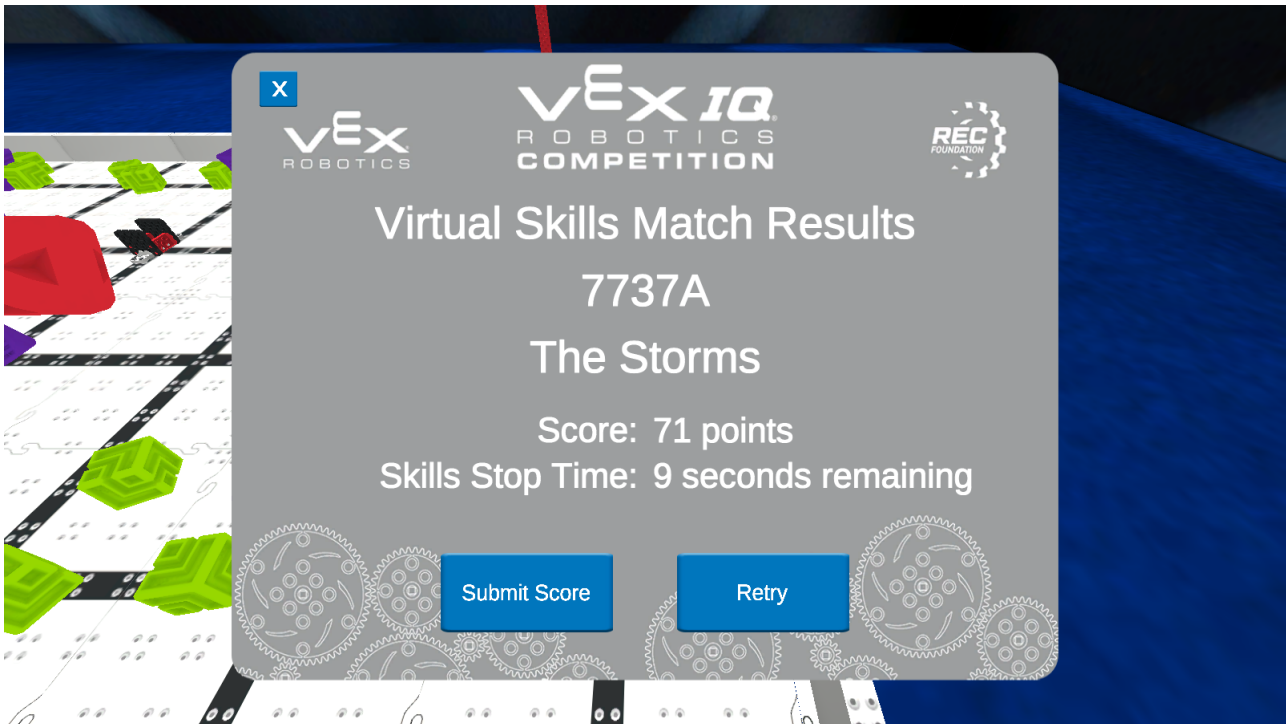 X
VEX
ROBOTICS
VEX IQ
ROBOTICS
COMPETITION
REC
FOUNDATION
Virtual Skills Match Results
7737A
The Storms
Score: 71 points
Skills Stop Time: 9 seconds remaining
Submit Score
Retry